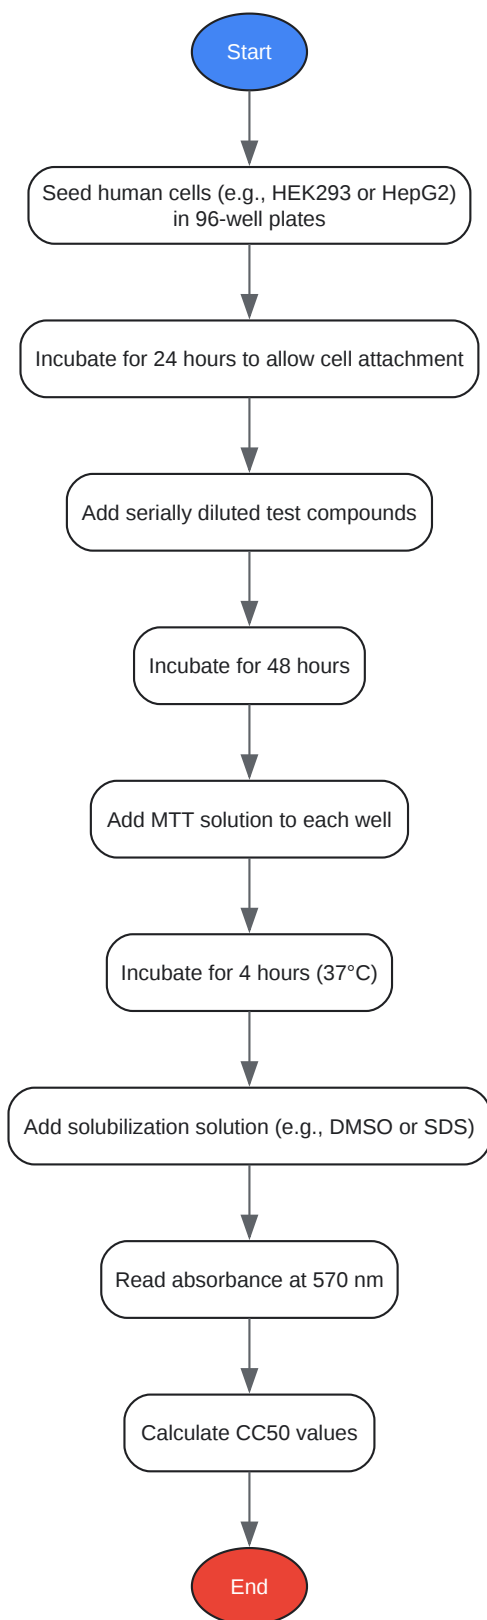 Start
Seed human cells (e.g., HEK293 or HepG2)
in 96-well plates
Incubate for 24 hours to allow cell attachment
Add serially diluted test compounds
Incubate for 48 hours
Add MTT solution to each well
Incubate for 4 hours (37°C)
Add solubilization solution (e.g., DMSO or SDS)
Read absorbance at 570 nm
Calculate CC50 values
End